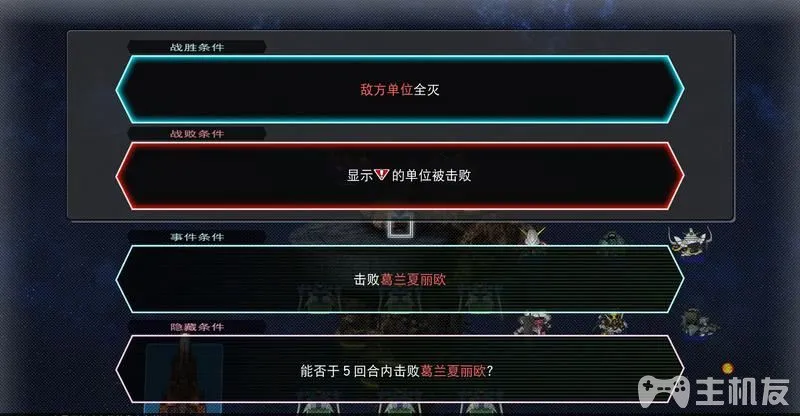 战胜条件
敌方单位全灭
战败条件
显示的单位被击败
事件条件
击败葛兰夏丽欧
隐藏条件
能否于5回合内击败葛兰夏丽欧?
主机友